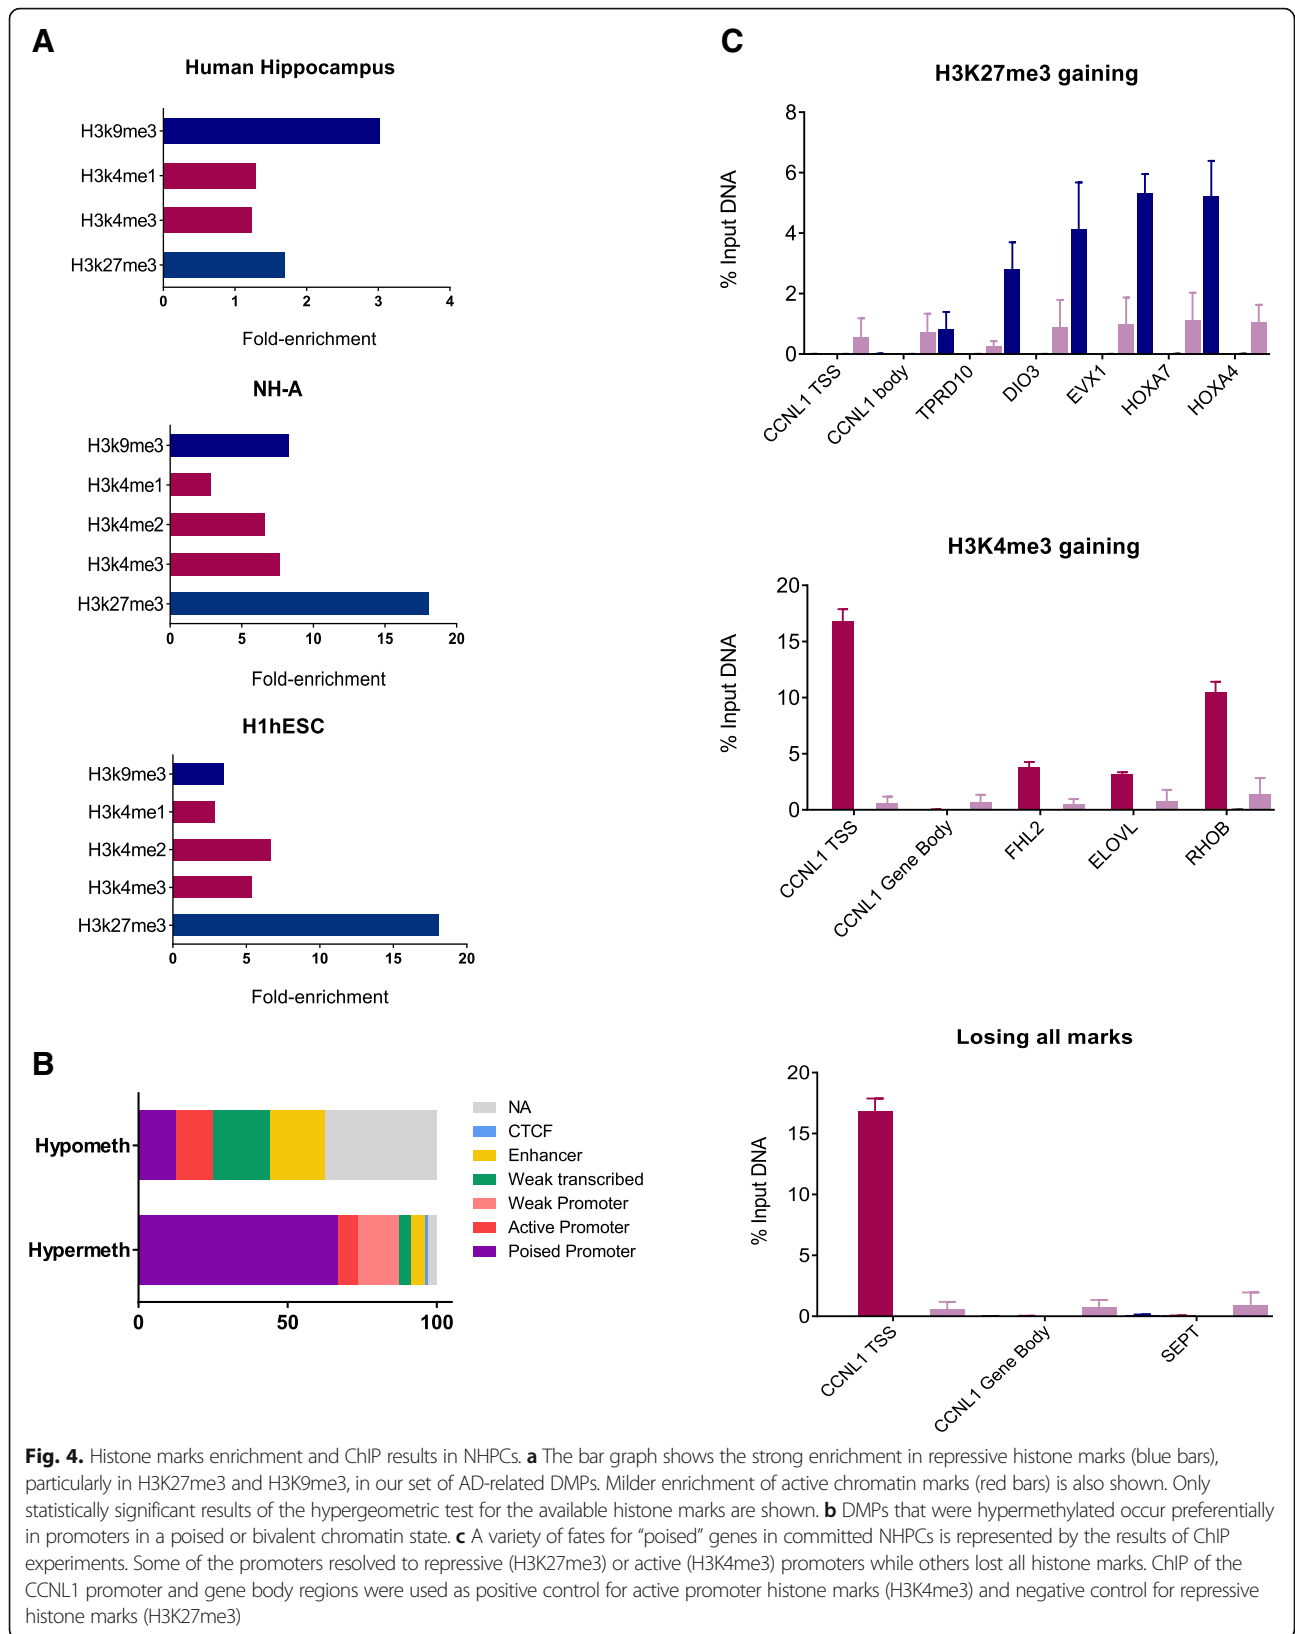 A
Human Hippocampus
H3k9me3
H3k4me1
H3k4me3
H3k27me3
0 1 2 3 4
Fold-enrichment
NH-A
H3k9me3
H3k4me1
H3k4me2
H3k4me3
H3k27me3
0 5 10 15 20
Fold-enrichment
H1hESC
H3k9me3
H3k4me1
H3k4me2
H3k4me3
H3k27me3
0 5 10 15 20
Fold-enrichment
B
Hypometh
Hypermeth
0 50 100
NA
CTCF
Enhancer
Weak transcribed
Weak Promoter
Active Promoter
Poised Promoter
C
H3K27me3 gaining
% Input DNA
8
6
4
2
0
CCNL1 TSS
CCNL1 body
TPRD10
DIO3
EVX1
HOXA7
HOXA4
H3K4me3 gaining
% Input DNA
20
15
10
5
0
CCNL1 TSS
CCNL1 Gene Body
FHL2
ELOVL
RHOB
Losing all marks
% Input DNA
20
15
10
5
0
CCNL1 TSS
CCNL1 Gene Body
SEPT
Fig. 4. Histone marks enrichment and ChIP results in NHPCs. a The bar graph shows the strong enrichment in repressive histone marks (blue bars),
particularly in H3K27me3 and H3K9me3, in our set of AD-related DMPs. Milder enrichment of active chromatin marks (red bars) is also shown. Only
statistically significant results of the hypergeometric test for the available histone marks are shown. b DMPs that were hypermethylated occur preferentially
in promoters in a poised or bivalent chromatin state. c A variety of fates for “poised” genes in committed NHPCs is represented by the results of ChIP
experiments. Some of the promoters resolved to repressive (H3K27me3) or active (H3K4me3) promoters while others lost all histone marks. ChIP of the
CCNL1 promoter and gene body regions were used as positive control for active promoter histone marks (H3K4me3) and negative control for repressive
histone marks (H3K27me3)